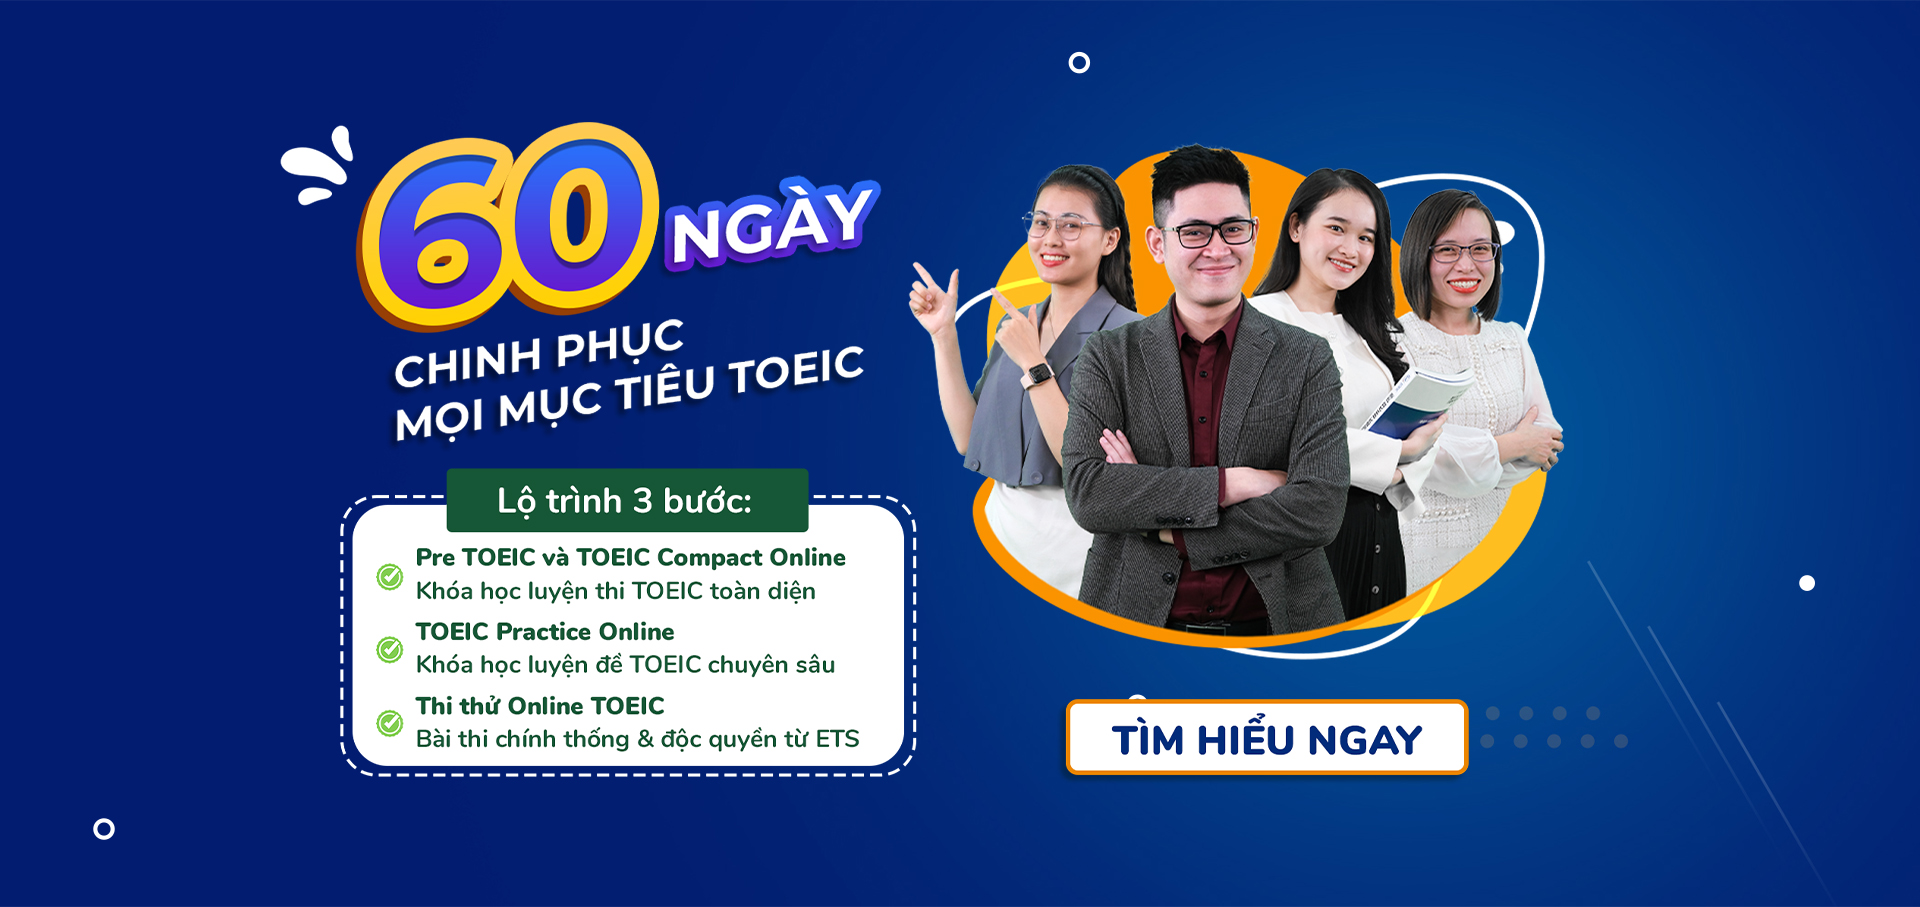 60 NGÀY
CHINH PHỤC
MỌI MỤC TIÊU TOEIC
Lộ trình 3 bước:
Pre TOEIC và TOEIC Compact Online
Khóa học luyện thi TOEIC toàn diện
TOEIC Practice Online
Khóa học luyện đề TOEIC chuyên sâu
Thi thử Online TOEIC
Bài thi chính thống & độc quyền từ ETS
TÌM HIỂU NGAY